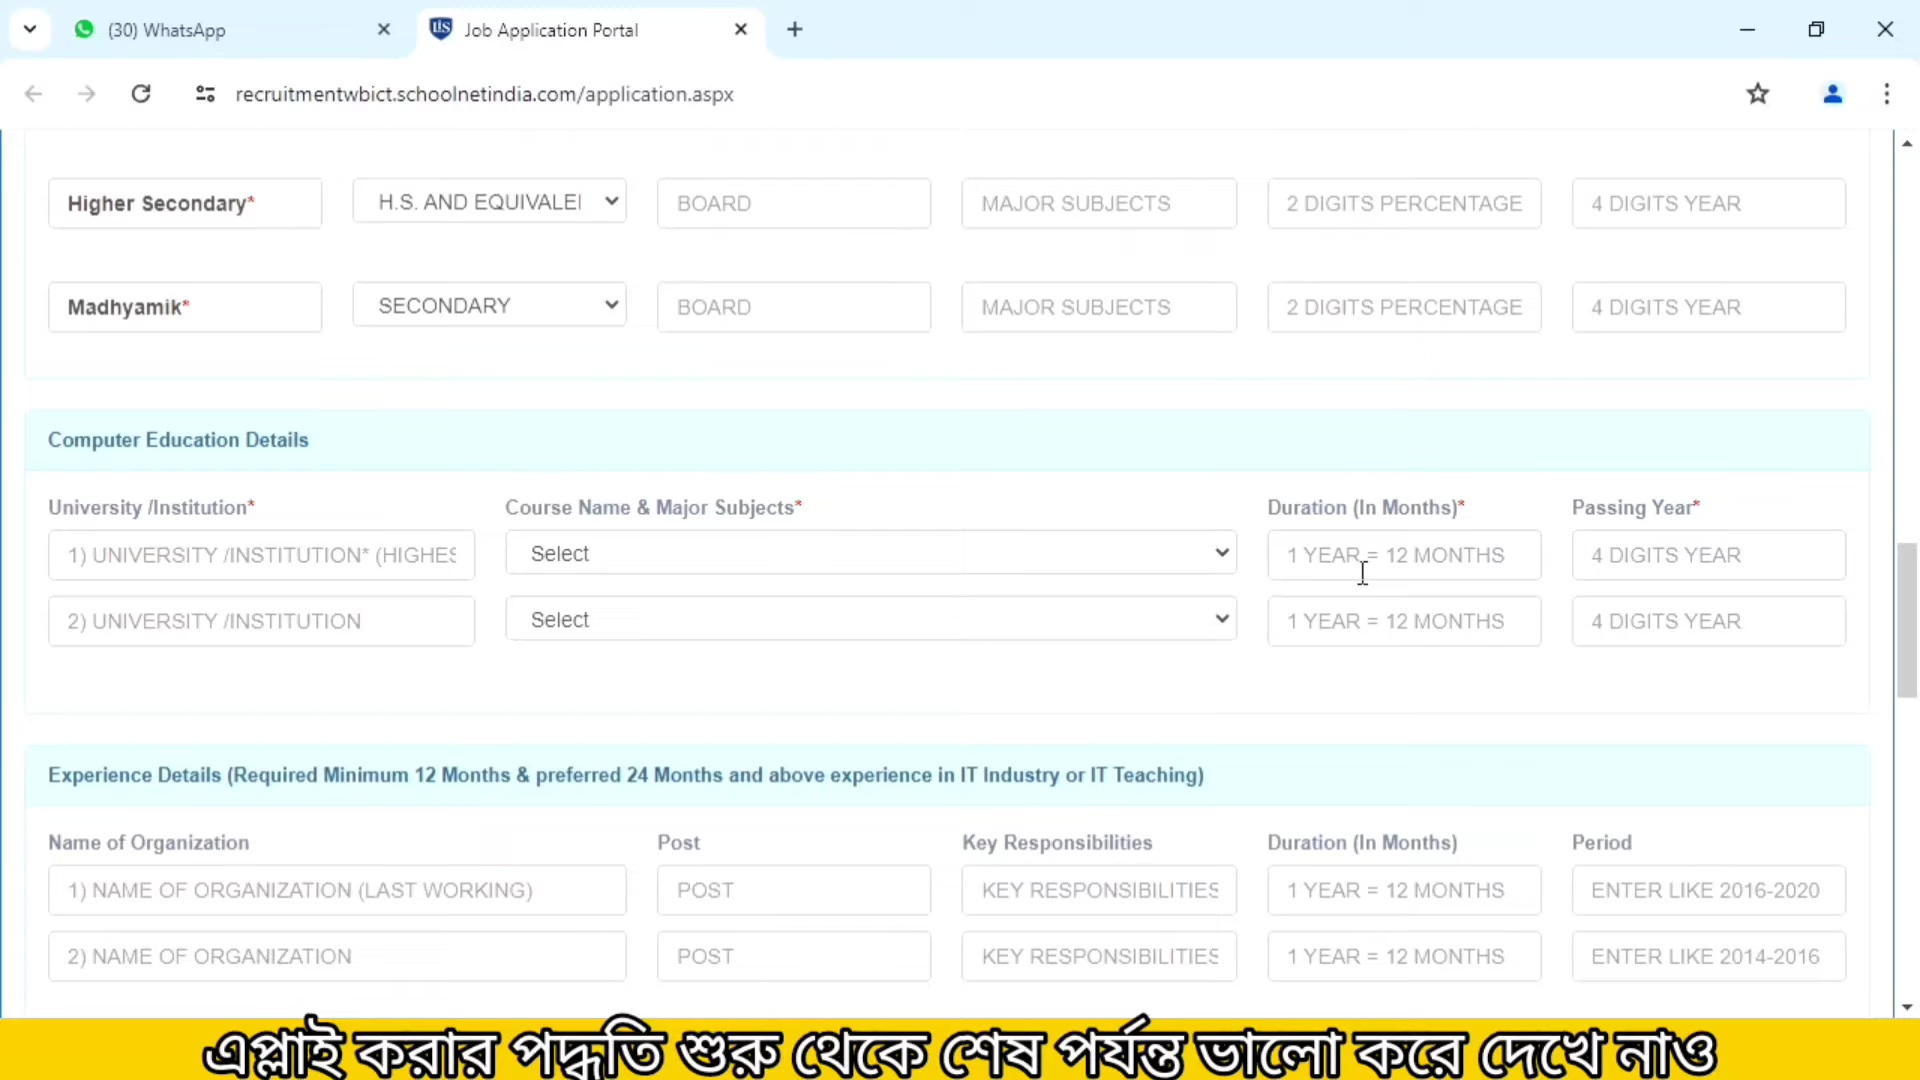 (30) WhatsApp
Job Application Portal
recruitmentwbict.schoolnetindia.com/application.aspx
Higher Secondary* H.S. AND EQUIVALE BOARD MAJOR SUBJECTS 2 DIGITS PERCENTAGE 4 DIGITS YEAR
Madhyamik* SECONDARY BOARD MAJOR SUBJECTS 2 DIGITS PERCENTAGE 4 DIGITS YEAR
Computer Education Details
University /Institution* Course Name & Major Subjects* Duration (In Months)* Passing Year*
1) UNIVERSITY /INSTITUTION* (HIGHES Select 1 YEAR = 12 MONTHS 4 DIGITS YEAR
2) UNIVERSITY /INSTITUTION Select 1 YEAR = 12 MONTHS 4 DIGITS YEAR
Experience Details (Required Minimum 12 Months & preferred 24 Months and above experience in IT Industry or IT Teaching)
Name of Organization Post Key Responsibilities Duration (In Months) Period
1) NAME OF ORGANIZATION (LAST WORKING) POST KEY RESPONSIBILITIES 1 YEAR = 12 MONTHS ENTER LIKE 2016-2020
2) NAME OF ORGANIZATION POST KEY RESPONSIBILITIES 1 YEAR = 12 MONTHS ENTER LIKE 2014-2016
এপ্লাই করার পদ্ধতি শুরু থেকে শেষ পর্যন্ত ভালো করে দেখে নাও